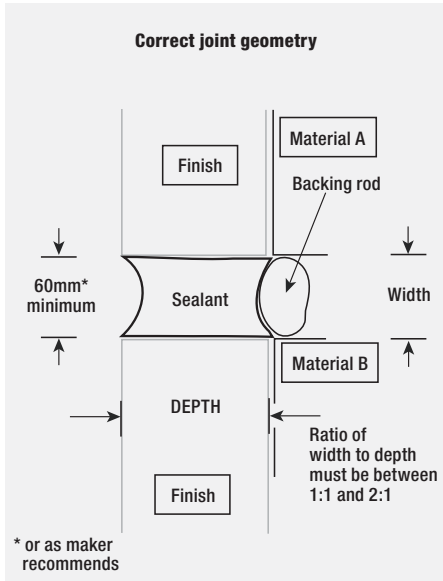 Correct joint geometry
Material A
Finish
Backing rod
60mm*
minimum
Sealant
Width
Material B
DEPTH
Ratio of
width to depth
must be between
1:1 and 2:1
Finish
* or as maker
recommends